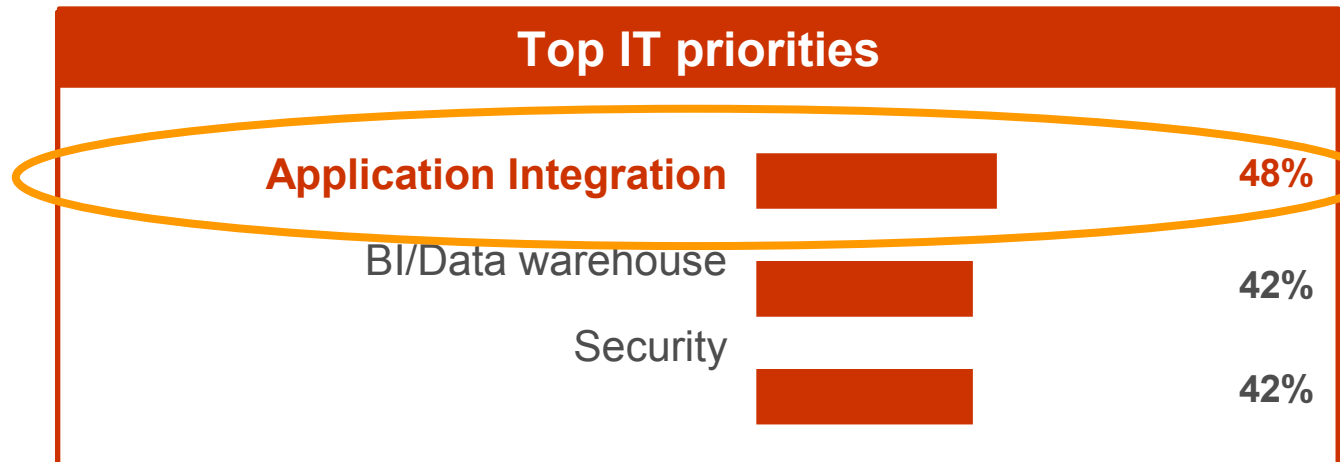 Top IT priorities
Application Integration 48%
BI/Data warehouse 42%
Security 42%